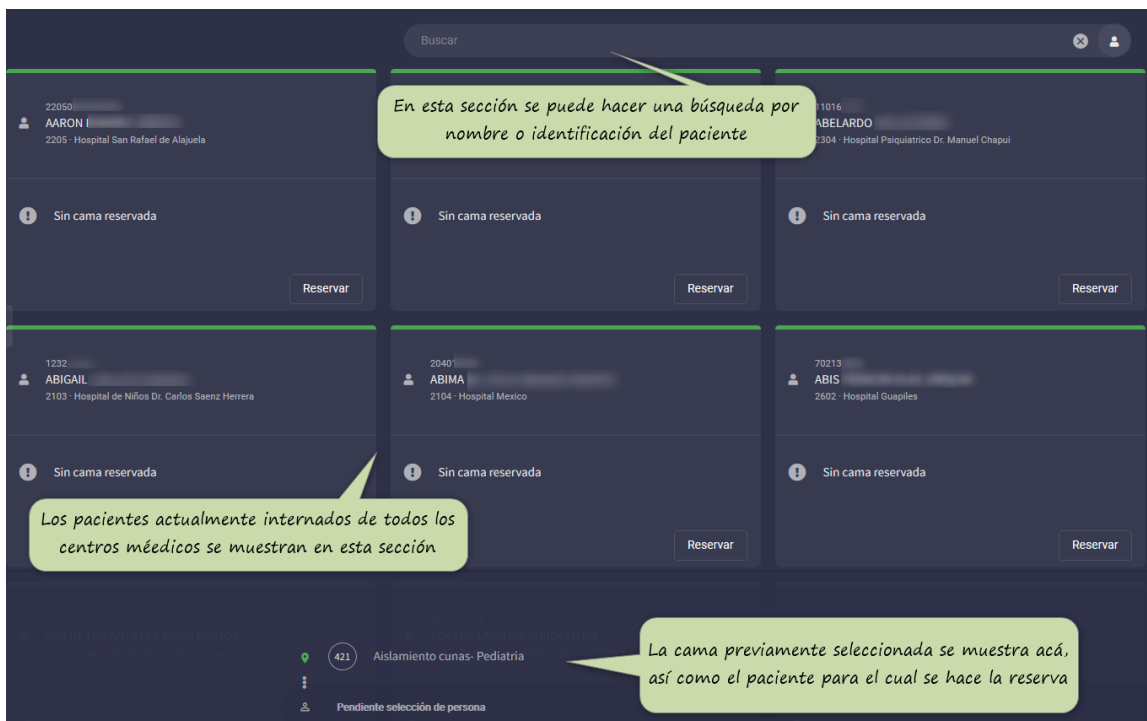 Buscar
22050
AARON
2205 · Hospital San Rafael de Alajuela
Sin cama reservada
Reservar
En esta sección se puede hacer una búsqueda por
nombre o identificación del paciente
Sin cama reservada
Reservar
11016
ABELARDO
2304 · Hospital Psiquiatrico Dr. Manuel Chapui
Sin cama reservada
Reservar
1232
ABIGAIL
2103 · Hospital de Niños Dr. Carlos Saenz Herrera
Sin cama reservada
Los pacientes actualmente internados de todos los
centros méedicos se muestran en esta sección
2040
ABIMA
2104 · Hospital Mexico
Sin cama reservada
Reservar
70213
ABIS
2602 · Hospital Guapiles
Sin cama reservada
Reservar
421 Aislamiento cunas- Pediatria
Pendiente selección de persona
La cama previamente seleccionada se muestra acá,
así como el paciente para el cual se hace la reserva